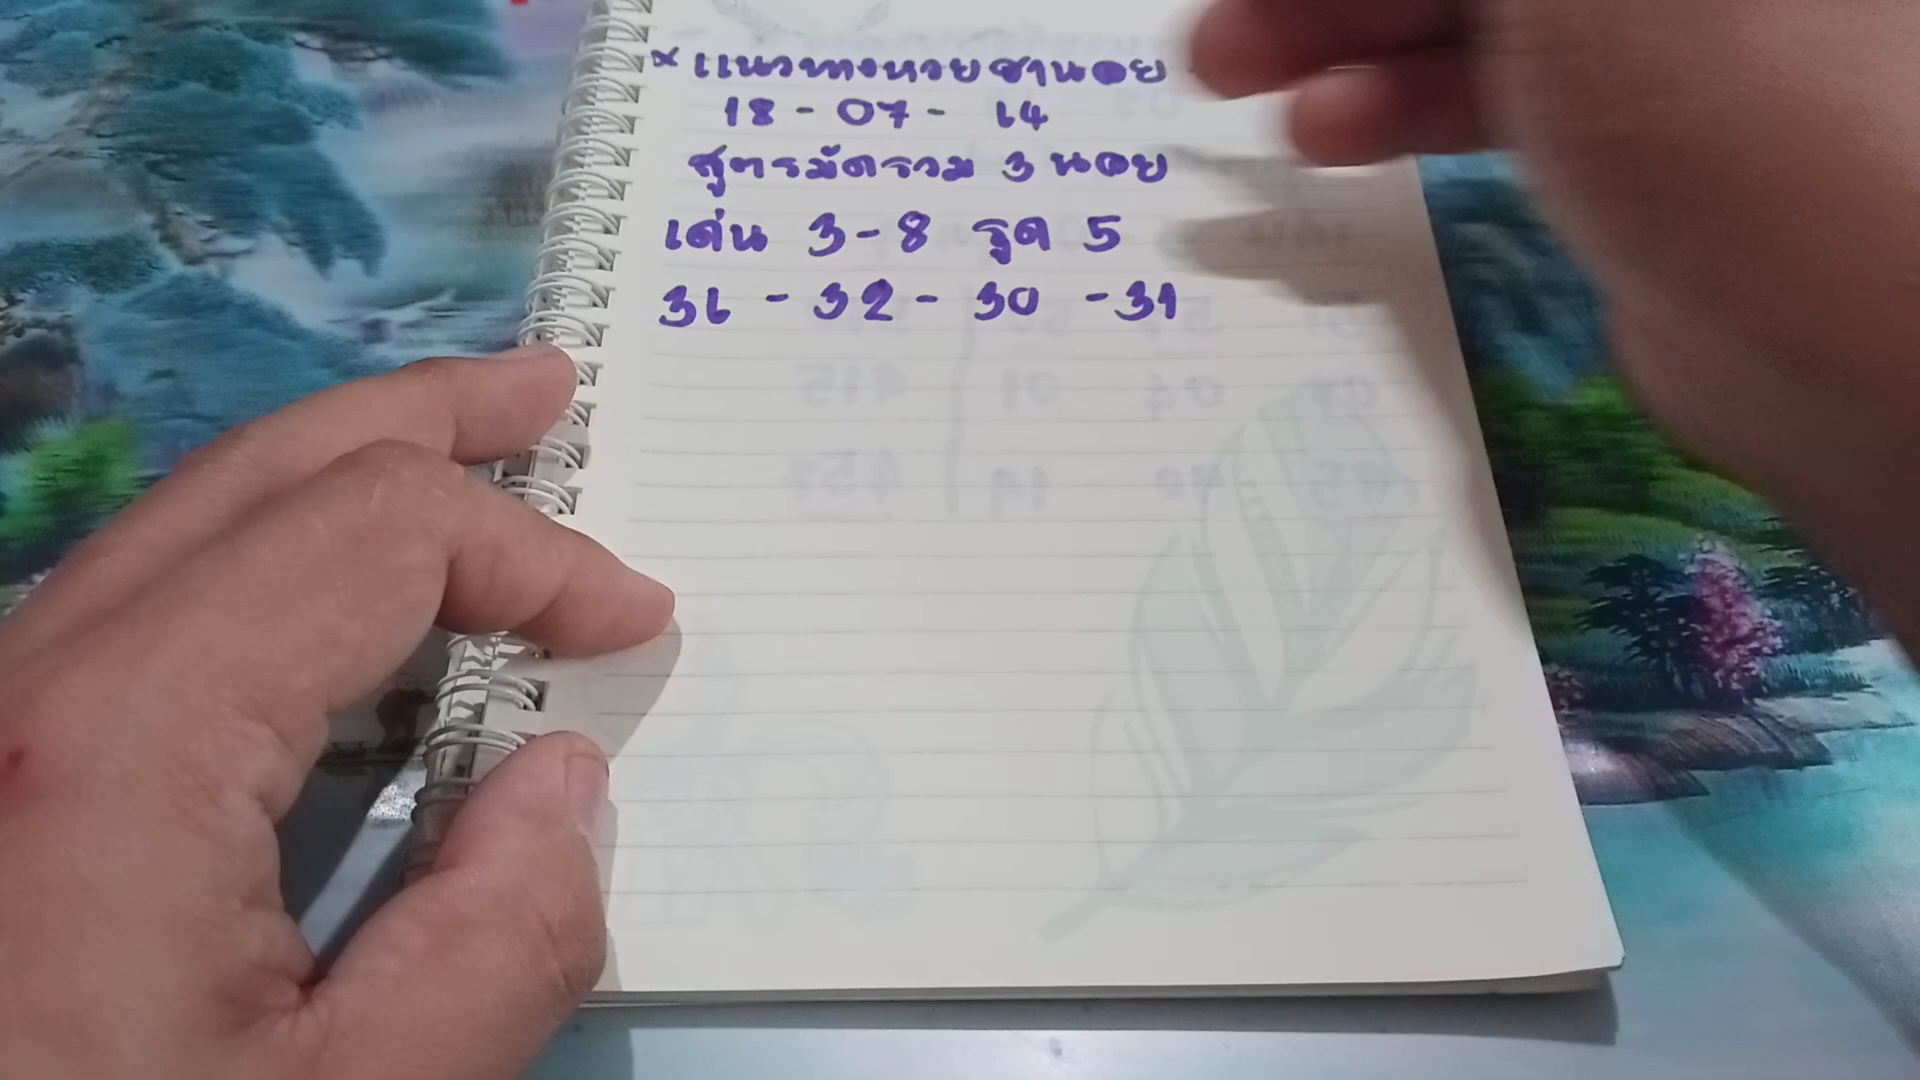 × แนวทางหวยฮานอย
18 - 07 - 64
สูตรมัดรวม 3 นอย
เด่น 3-8 รูด 5
36 - 32 - 30 - 31